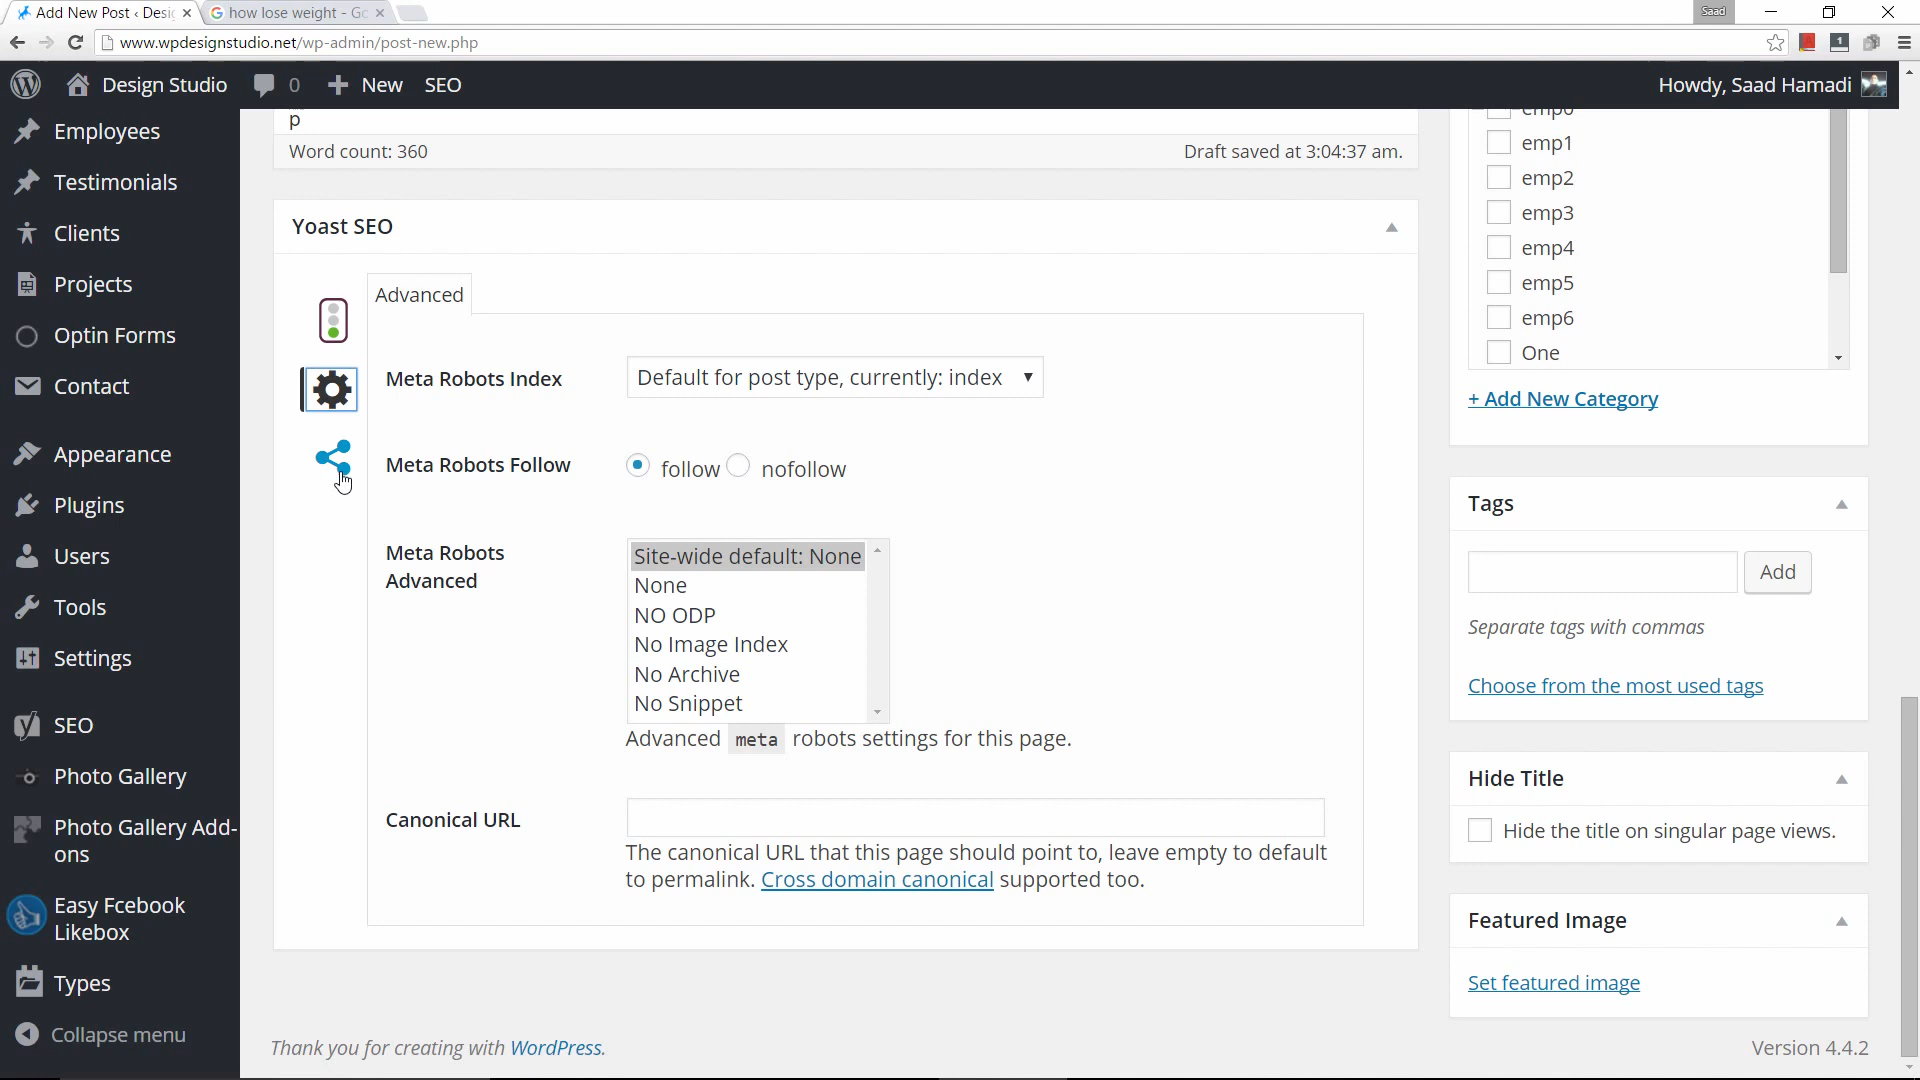 Add New Post ‹ Desig
how lose weight - Go
Saad
www.wpdesignstudio.net/wp-admin/post-new.php
1
Design Studio
0
New
SEO
Howdy, Saad Hamadi
Employees
Testimonials
Clients
Projects
Optin Forms
Contact
Appearance
Plugins
Users
Tools
Settings
SEO
Photo Gallery
Photo Gallery Add-
ons
Easy Fcebook
Likebox
Types
Collapse menu
p
Word count: 360
Draft saved at 3:04:37 am.
Yoast SEO
Advanced
Meta Robots Index
Default for post type, currently: index
Meta Robots Follow
follow
nofollow
Meta Robots
Advanced
Site-wide default: None
None
NO ODP
No Image Index
No Archive
No Snippet
Advanced meta robots settings for this page.
Canonical URL
The canonical URL that this page should point to, leave empty to default
to permalink. Cross domain canonical supported too.
emp1
emp2
emp3
emp4
emp5
emp6
One
+ Add New Category
Tags
Add
Separate tags with commas
Choose from the most used tags
Hide Title
Hide the title on singular page views.
Featured Image
Set featured image
Thank you for creating with WordPress.
Version 4.4.2